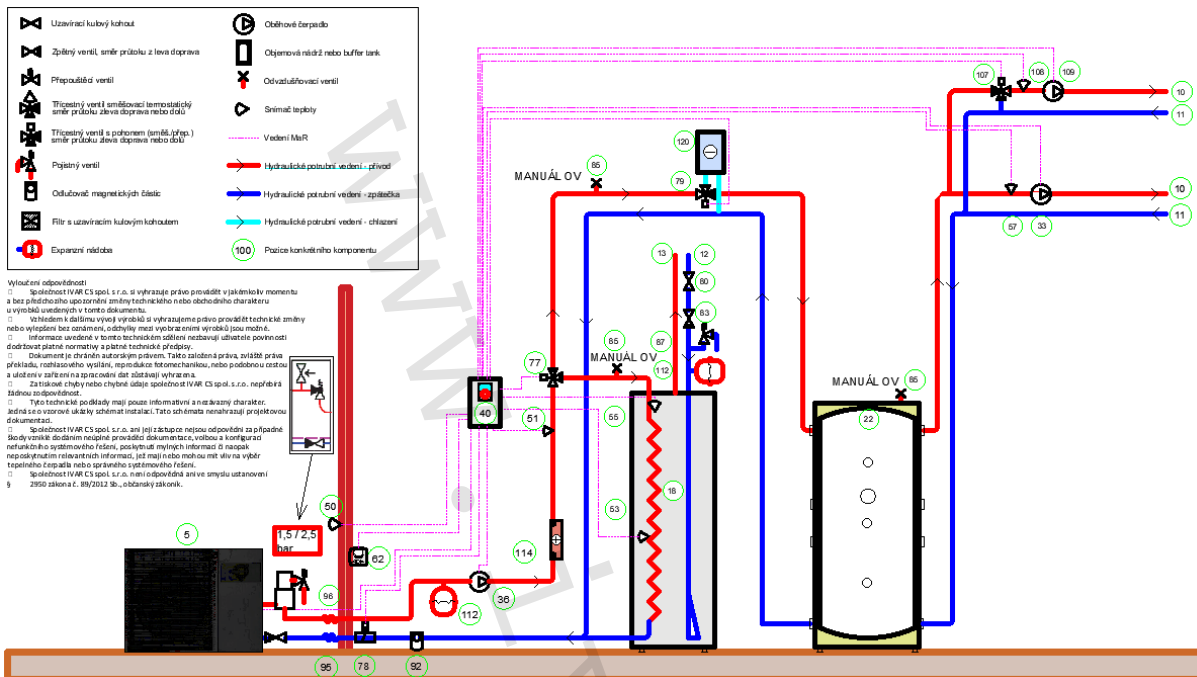 Uzavírací kulový kohout
Zpětný ventil, směr průtoku z leva doprava
Přepouštěcí ventil
Třícestný ventil směšovací termostatický
směr průtoku zleva doprava nebo dolů
Třícestný ventil s pohonem (směš./přep.)
směr průtoku zleva doprava nebo dolů
Pojistný ventil
Odlučovač magnetických částic
Filtr s uzavíracím kulovým kohoutem
Expanzní nádoba
Oběhové čerpadlo
Objemová nádrž nebo buffer tank
Odvzdušňovací ventil
Snímač teploty
Vedení MaR
Hydraulické potrubní vedení - přívod
Hydraulické potrubní vedení - zpátečka
Hydraulické potrubní vedení - chlazení
100 Pozice konkrétního komponentu
Vyloučení odpovědnosti
Společnost IVAR CS spol. s r.o. si vyhrazuje právo provádět v jakémkoliv momentu
a bez předchozího upozornění změny technického nebo obchodního charakteru
u výrobků uvedených v tomto dokumentu.
Vzhledem k dalšímu vývoji výrobků si vyhrazujeme právo provádět technické změny
nebo vylepšení bez oznámení, odchylky mezi vyobrazeními výrobků jsou možné.
Informace uvedené v tomto technickém sdělení nezbavují uživatele povinnosti
dodržovat platné normativy a platné technické předpisy.
Dokument je chráněn autorským právem. Takto založená práva, zvláště práva
překladu, rozhlasového vysílání, reprodukce fotomechanikou, nebo podobnou cestou
a uložení v zařízení na zpracování dat zůstávají vyhrazena.
Za tiskové chyby nebo chybné údaje společnost IVAR CS spol. s r.o. nepřebírá
žádnou zodpovědnost.
Tyto technické podklady mají pouze informativní a nezávazný charakter.
Jedná se o vzorové ukázky schémat instalací. Tato schémata nenahrazují projektovou
dokumentaci.
Společnost IVAR CS spol. s r.o. ani její zástupce nejsou odpovědni za případné
škody vzniklé dodáním neúplné prováděcí dokumentace, volbou a konfigurací
nefunkčního systémového řešení, poskytnutí mylných informací či naopak
neposkytnutím relevantních informací, jež mají nebo mohou mít vliv na výběr
tepelného čerpadla nebo správného systémového řešení.
Společnost IVAR CS spol. s r.o. není odpovědná ani ve smyslu ustanovení
§ 2950 zákona č. 89/2012 Sb., občanský zákoník.
107
108
109
10
11
120
85
MANUÁL OV
79
10
11
57
33
13
12
80
83
87
85
MANUÁL OV
112
77
40
51
55
MANUÁL OV
85
22
18
53
50
5
1,5 / 2,5
bar
62
114
96
36
112
95
78
92
www.